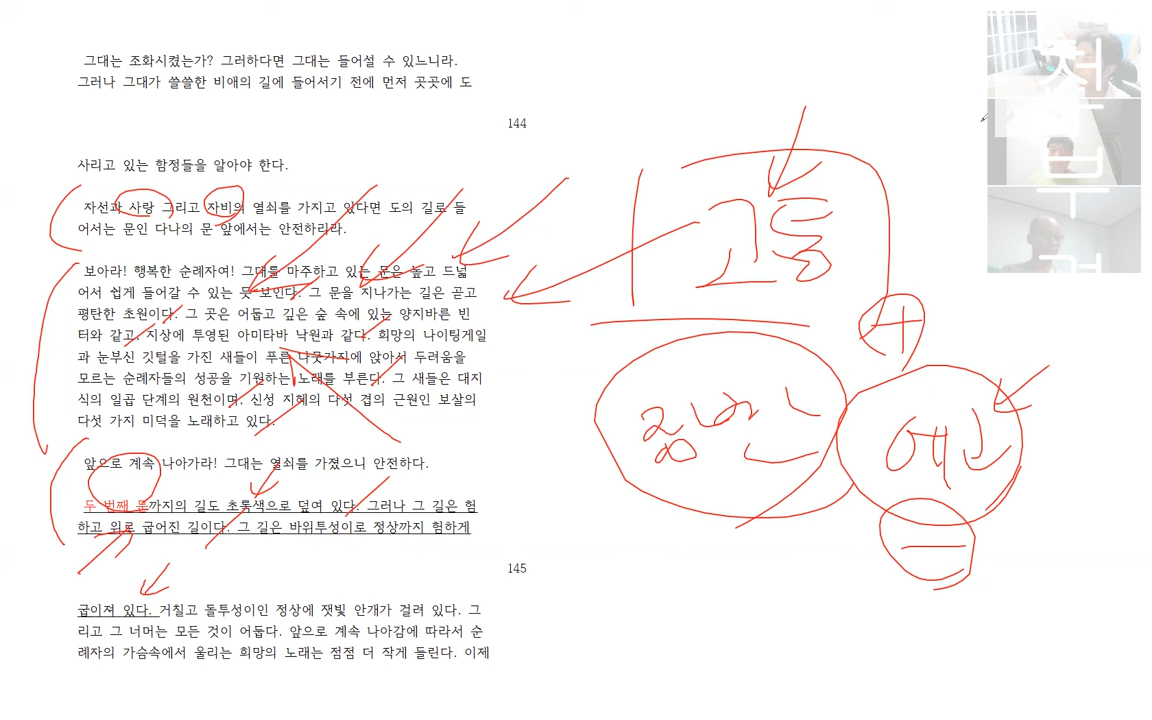 그대는 조화시켰는가? 그러하다면 그대는 들어설 수 있느니라.
그러나 그대가 쓸쓸한 비애의 길에 들어서기 전에 먼저 곳곳에 도
144
사리고 있는 함정들을 알아야 한다.
자선과 사랑 그리고 자비의 열쇠를 가지고 있다면 도의 길로 들
어서는 문인 다나의 문 앞에서는 안전하리라.
보아라! 행복한 순례자여! 그대를 마주하고 있는 문은 높고 드넓
어서 쉽게 들어갈 수 있는 듯 보인다. 그 문을 지나가는 길은 곧고
평탄한 초원이다. 그 곳은 어둡고 깊은 숲 속에 있는 양지바른 빈
터와 같고. 지상에 투영된 아미타바 낙원과 같다. 희망의 나이팅게일
과 눈부신 깃털을 가진 새들이 푸른 나뭇가지에 앉아서 두려움을
모르는 순례자들의 성공을 기원하는 노래를 부른다. 그 새들은 대지
식의 일곱 단계의 원천이며. 신성 지혜의 다섯 겹의 근원인 보살의
다섯 가지 미덕을 노래하고 있다.
앞으로 계속 나아가라! 그대는 열쇠를 가졌으니 안전하다.
두 번째 문까지의 길도 초록색으로 덮여 있다. 그러나 그 길은 험
하고 위로 굽어진 길이다. 그 길은 바위투성이로 정상까지 험하게
145
굽이져 있다. 거칠고 돌투성이인 정상에 잿빛 안개가 걸려 있다. 그
리고 그 너머는 모든 것이 어둡다. 앞으로 계속 나아감에 따라서 순
례자의 가슴속에서 울리는 희망의 노래는 점점 더 작게 들린다. 이제
고통
+